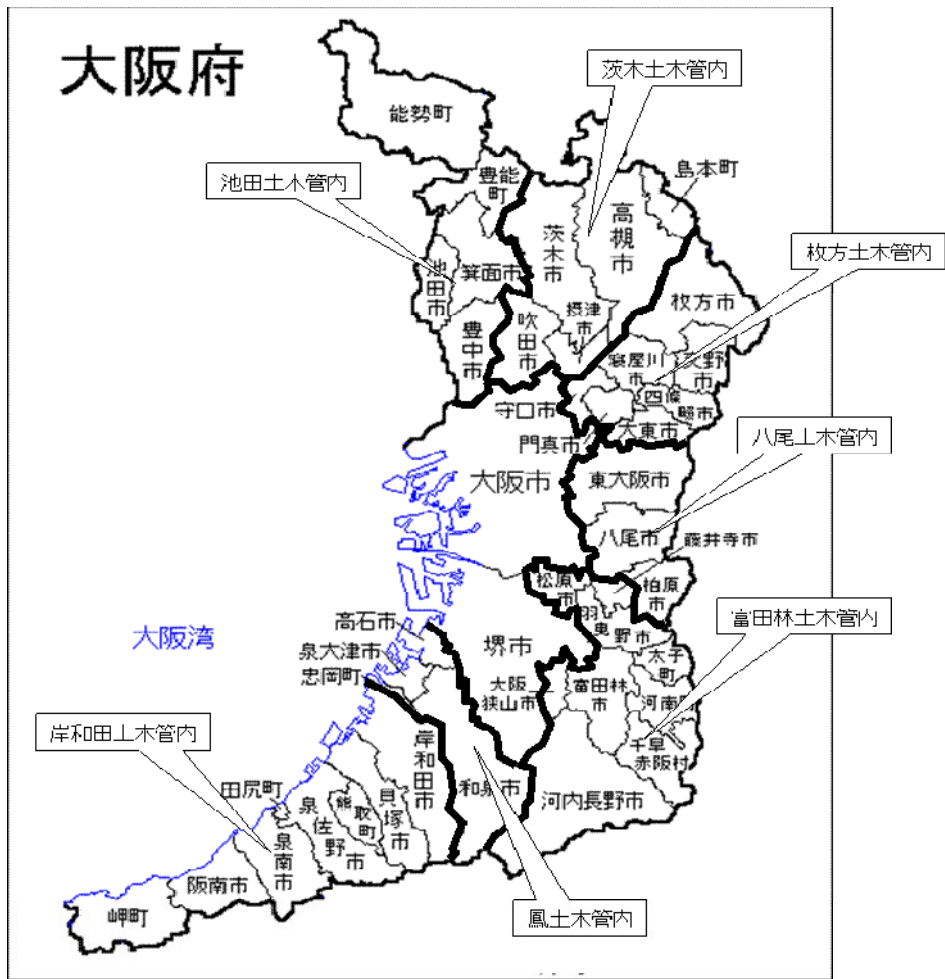 大阪府
茨木土木管内
能勢町
島本町
池田土木管内
豊能
町
高
槻
市
茨
木
市
枚方土木管内
池
田
市
箕面市
枚方市
摂津
市
吹
田
市
豊
中
市
寝屋川
市
交野
市
四條
畷市
守口市
門真市
大東市
八尾土木管内
大阪市
東大阪市
八尾市
藤井寺市
松原
市
柏原
市
羽
曳
野市
富田林土木管内
高石市
大阪湾
堺市
泉大津市
太子
町
忠岡町
大阪
狭山市
富田林
市
河南町
岸和田土木管内
岸
和
田
市
千早
赤阪村
田尻町
和泉市
河内長野市
貝
塚
市
熊
取
町
泉
佐
野
市
泉
南
市
阪南市
岬町
鳳土木管内